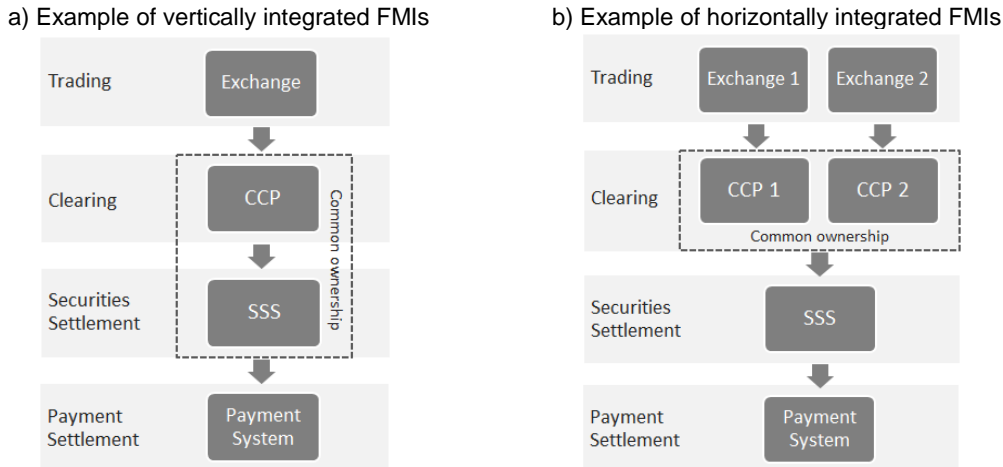 a) Example of vertically integrated FMIs
Trading
Exchange
Clearing
CCP
Common ownership
Securities
Settlement
SSS
Payment
Settlement
Payment
System
b) Example of horizontally integrated FMIs
Trading
Exchange 1
Exchange 2
Clearing
CCP 1
CCP 2
Common ownership
Securities
Settlement
SSS
Payment
Settlement
Payment
System